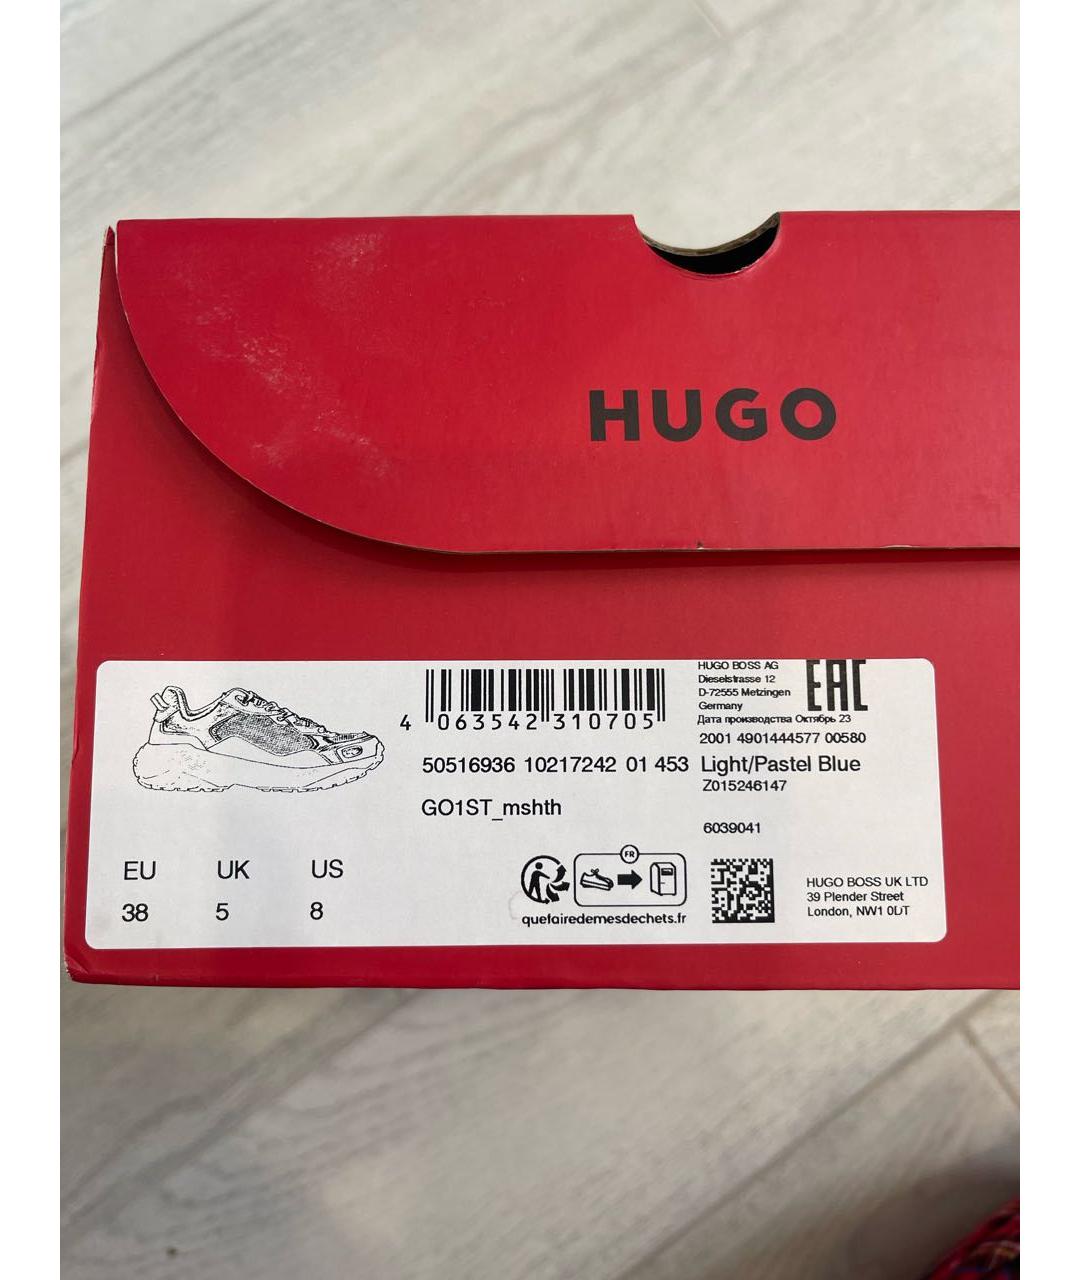 HUGO
HUGO BOSS AG
Dieselstrasse 12
D-72555 Metzingen
Germany
EAC
Дата производства Октябрь 23
4 063542 310705
2001 4901444577 00580
50516936 10217242 01 453 Light/Pastel Blue
Z015246147
GO1ST_mshth
6039041
EU UK US
38 5 8
FR
quefairedemesdechets.fr
HUGO BOSS UK LTD
39 Plender Street
London, NW1 0DT